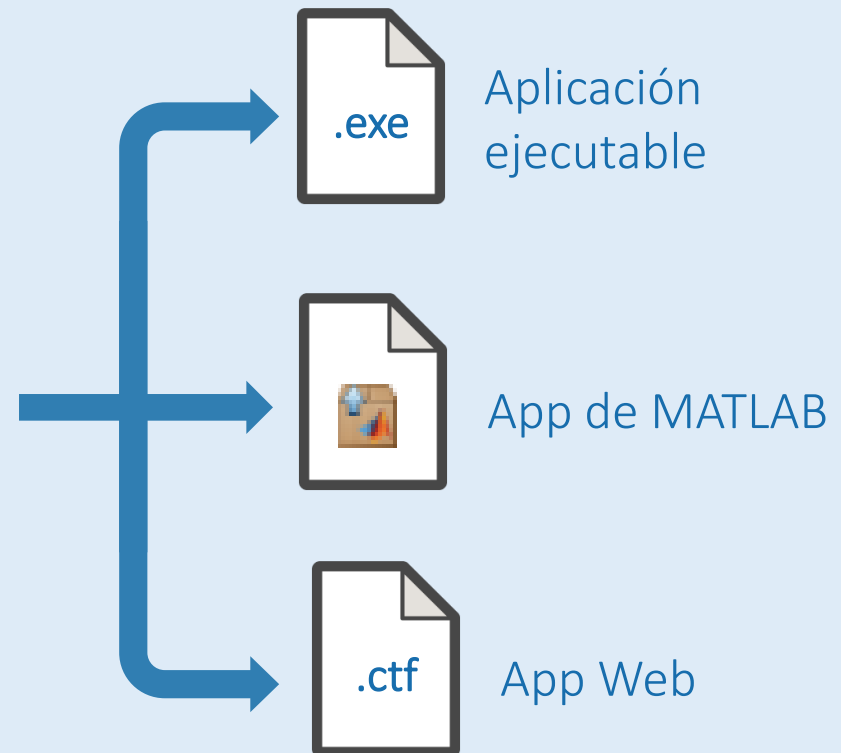 .exe
Aplicación
ejecutable
App de MATLAB
.ctf
App Web